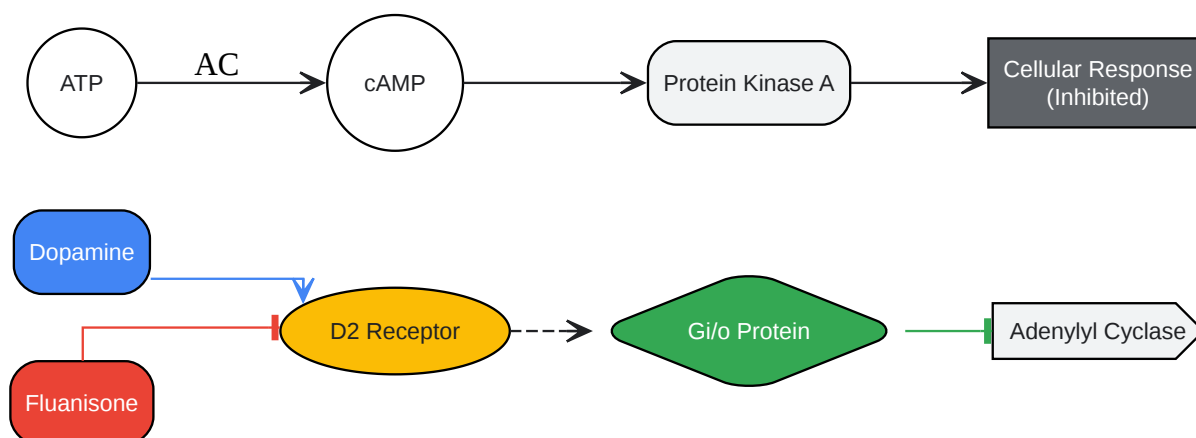 ATP
AC
cAMP
Protein Kinase A
Cellular Response
(Inhibited)
Dopamine
Fluanisone
D2 Receptor
Gi/o Protein
Adenylyl Cyclase